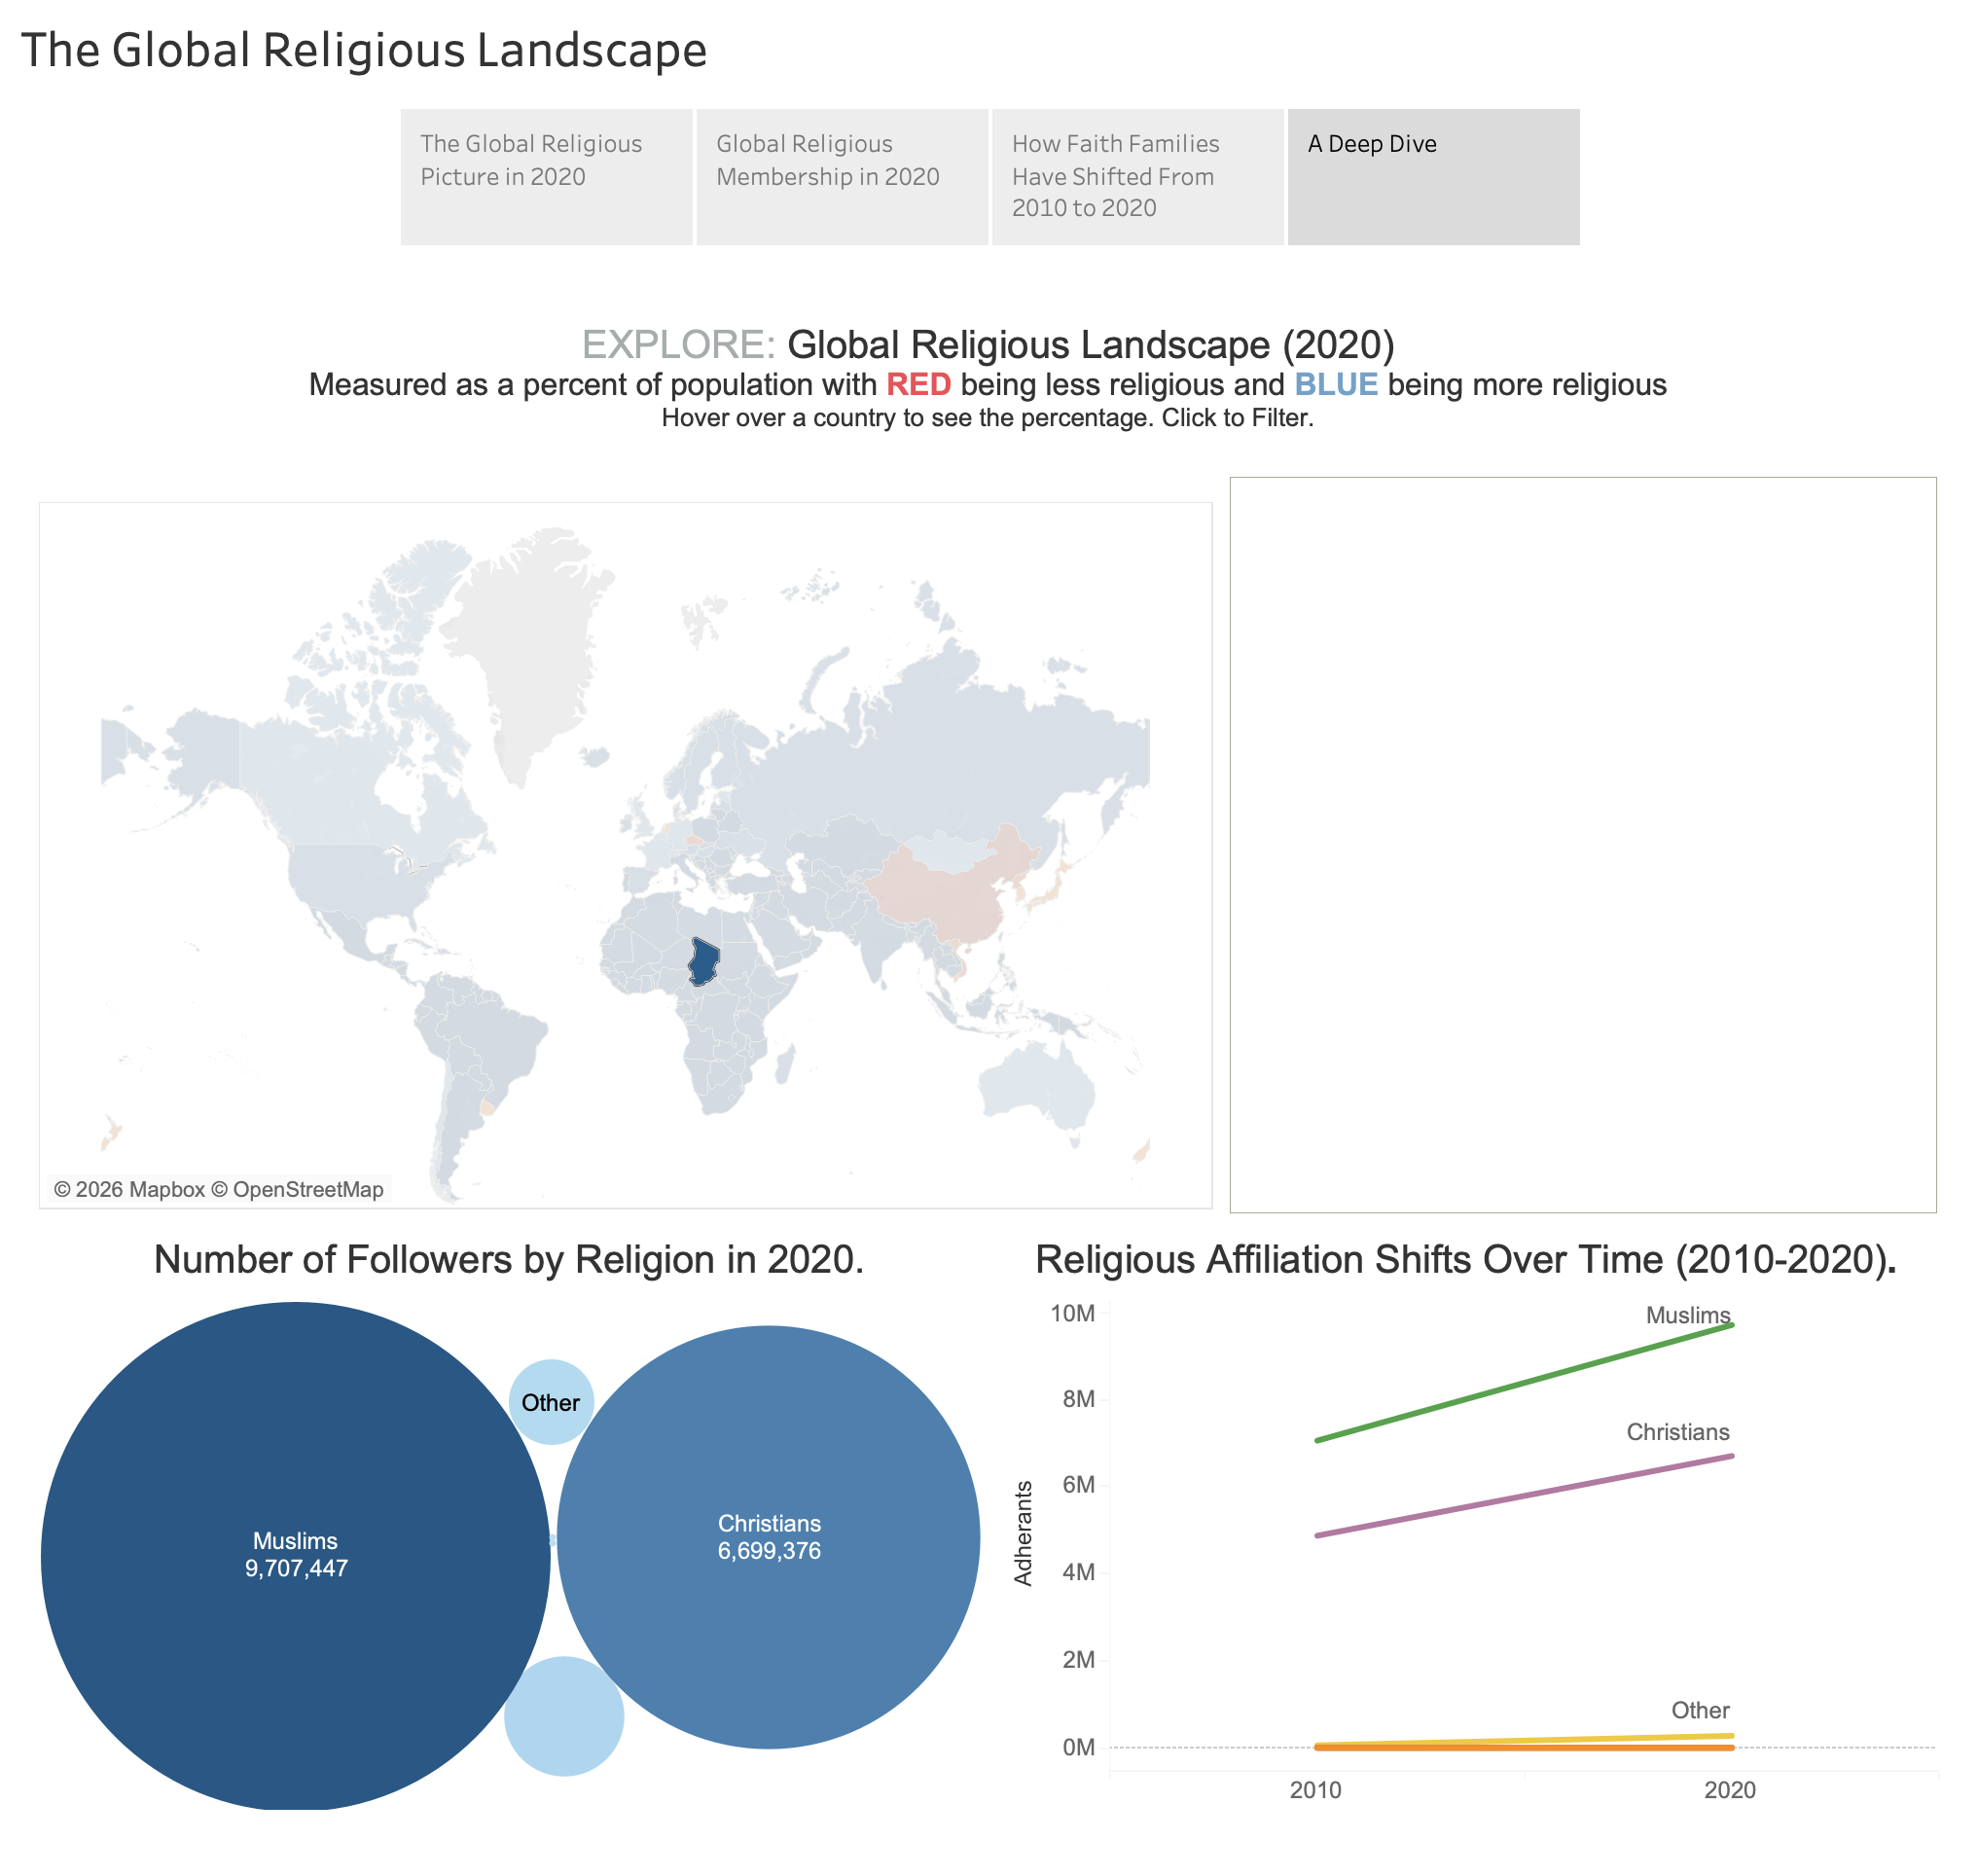 The Global Religious Landscape
The Global Religious
Picture in 2020
Global Religious
Membership in 2020
How Faith Families
Have Shifted From
2010 to 2020
A Deep Dive
EXPLORE: Global Religious Landscape (2020)
Measured as a percent of population with RED being less religious and BLUE being more religious
Hover over a country to see the percentage. Click to Filter.
© 2026 Mapbox © OpenStreetMap
Number of Followers by Religion in 2020.
Muslims
9,707,447
Other
Christians
6,699,376
Religious Affiliation Shifts Over Time (2010-2020).
Adherants
10M
8M
6M
4M
2M
0M
Muslims
Christians
Other
2010
2020